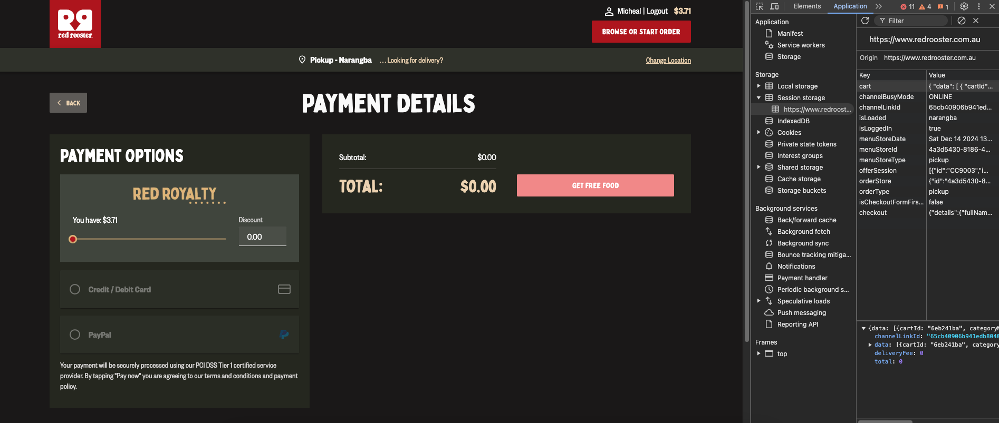 red rooster.
Micheal | Logout $3.71
BROWSE OR START ORDER
Pickup - Narangba ...Looking for delivery?
Change Location
BACK
PAYMENT DETAILS
PAYMENT OPTIONS
RED ROYALTY
You have: $3.71
Discount
0.00
Credit / Debit Card
PayPal
Your payment will be securely processed using our PCI DSS Tier 1 certified service
provider. By tapping "Pay now" you are agreeing to our terms and conditions and payment
policy.
Subtotal: $0.00
TOTAL: $0.00
GET FREE FOOD
Elements Application 11 4 1
Application
Manifest
Service workers
Storage
Storage
Local storage
Session storage
https://www.redroost...
IndexedDB
Cookies
Private state tokens
Interest groups
Shared storage
Cache storage
Storage buckets
Background services
Back/forward cache
Background fetch
Background sync
Bounce tracking mitiga...
Notifications
Payment handler
Periodic background s...
Speculative loads
Push messaging
Reporting API
Frames
top
Filter
https://www.redrooster.com.au
Origin https://www.redrooster.com.au
Key Value
cart { "data": [ { "cartId"...
channelBusyMode ONLINE
channelLinkId 65cb40906b941ed...
isLoaded narangba
isLoggedIn true
menuStoreDate Sat Dec 14 2024 13...
menuStoreId 4a3d5430-8186-4...
menuStoreType pickup
offerSession [{"id":"CC9003","i...
orderStore {"id":"4a3d5430-8...
orderType pickup
isCheckoutFormFirs... false
checkout {"details":{"fullNam...
{data: [{cartId: "6eb241ba", categoryN
channelLinkId: "65cb40906b941edb8040
data: [{cartId: "6eb241ba", category
deliveryFee: 0
total: 0